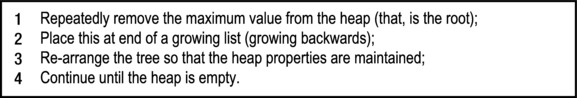 1 Repeatedly remove the maximum value from the heap (that, is the root);
2 Place this at end of a growing list (growing backwards);
3 Re-arrange the tree so that the heap properties are maintained;
4 Continue until the heap is empty.